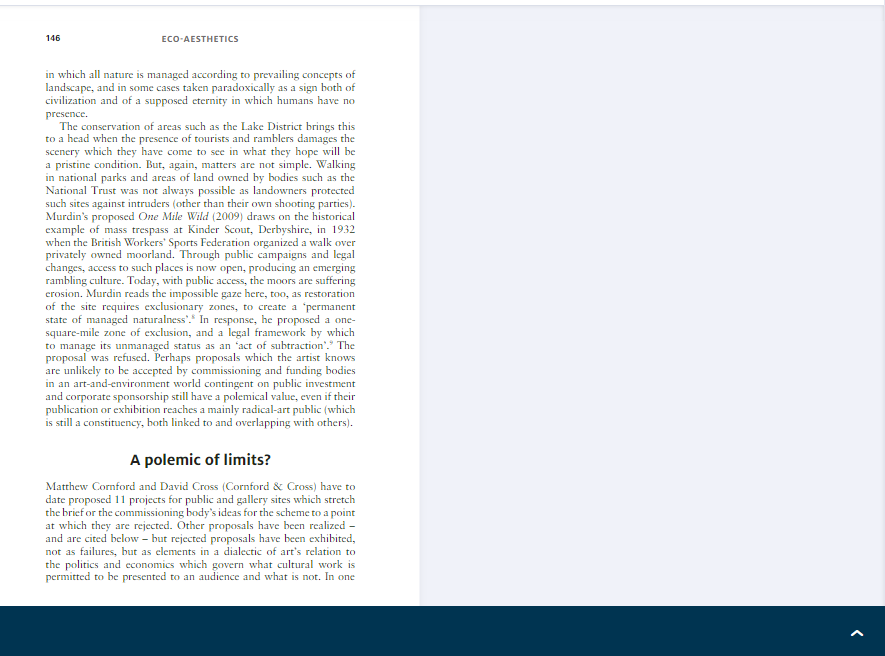 146
ECO-AESTHETICS
in which all nature is managed according to prevailing concepts of
landscape, and in some cases taken paradoxically as a sign both of
civilization and of a supposed eternity in which humans have no
presence.
The conservation of areas such as the Lake District brings this
to a head when the presence of tourists and ramblers damages the
scenery which they have come to see in what they hope will be
a pristine condition. But, again, matters are not simple. Walking
in national parks and areas of land owned by bodies such as the
National Trust was not always possible as landowners protected
such sites against intruders (other than their own shooting parties).
Murdin's proposed One Mile Wild (2009) draws on the historical
example of mass trespass at Kinder Scout, Derbyshire, in 1932
when the British Workers' Sports Federation organized a walk over
privately owned moorland. Through public campaigns and legal
changes, access to such places is now open, producing an emerging
rambling culture. Today, with public access, the moors are suffering
erosion. Murdin reads the impossible gaze here, too, as restoration
of the site requires exclusionary zones, to create a 'permanent
state of managed naturalness'.⁸ In response, he proposed a one-
square-mile zone of exclusion, and a legal framework by which
to manage its unmanaged status as an 'act of subtraction'.⁹ The
proposal was refused. Perhaps proposals which the artist knows
are unlikely to be accepted by commissioning and funding bodies
in an art-and-environment world contingent on public investment
and corporate sponsorship still have a polemical value, even if their
publication or exhibition reaches a mainly radical-art public (which
is still a constituency, both linked to and overlapping with others).
A polemic of limits?
Matthew Cornford and David Cross (Cornford & Cross) have to
date proposed 11 projects for public and gallery sites which stretch
the brief or the commissioning body's ideas for the scheme to a point
at which they are rejected. Other proposals have been realized –
and are cited below – but rejected proposals have been exhibited,
not as failures, but as elements in a dialectic of art's relation to
the politics and economics which govern what cultural work is
permitted to be presented to an audience and what is not. In one